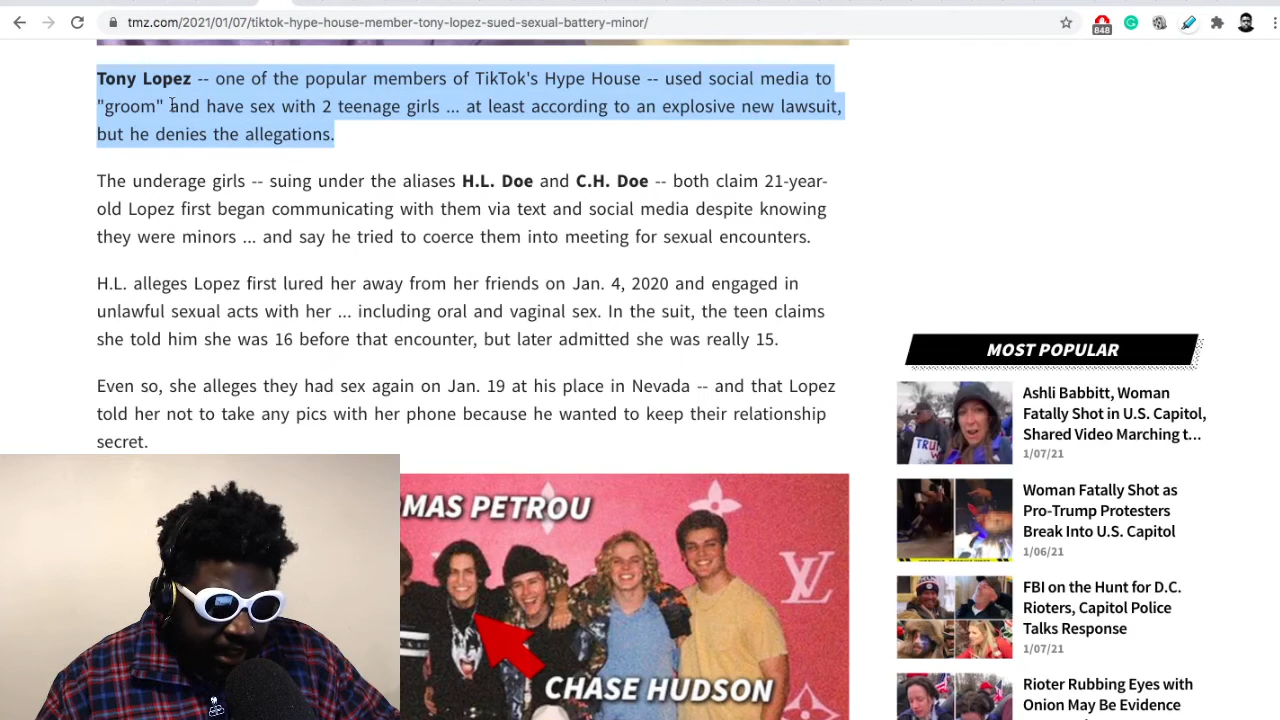 tmz.com/2021/01/07/tiktok-hype-house-member-tony-lopez-sued-sexual-battery-minor/
848
Tony Lopez -- one of the popular members of TikTok's Hype House -- used social media to
"groom" and have sex with 2 teenage girls ... at least according to an explosive new lawsuit,
but he denies the allegations.
The underage girls -- suing under the aliases H.L. Doe and C.H. Doe -- both claim 21-year-
old Lopez first began communicating with them via text and social media despite knowing
they were minors ... and say he tried to coerce them into meeting for sexual encounters.
H.L. alleges Lopez first lured her away from her friends on Jan. 4, 2020 and engaged in
unlawful sexual acts with her ... including oral and vaginal sex. In the suit, the teen claims
she told him she was 16 before that encounter, but later admitted she was really 15.
Even so, she alleges they had sex again on Jan. 19 at his place in Nevada -- and that Lopez
told her not to take any pics with her phone because he wanted to keep their relationship
secret.
MAS PETROU
CHASE HUDSON
MOST POPULAR
Ashli Babbitt, Woman
Fatally Shot in U.S. Capitol,
Shared Video Marching t...
1/07/21
Woman Fatally Shot as
Pro-Trump Protesters
Break Into U.S. Capitol
1/06/21
FBI on the Hunt for D.C.
Rioters, Capitol Police
Talks Response
1/07/21
Rioter Rubbing Eyes with
Onion May Be Evidence